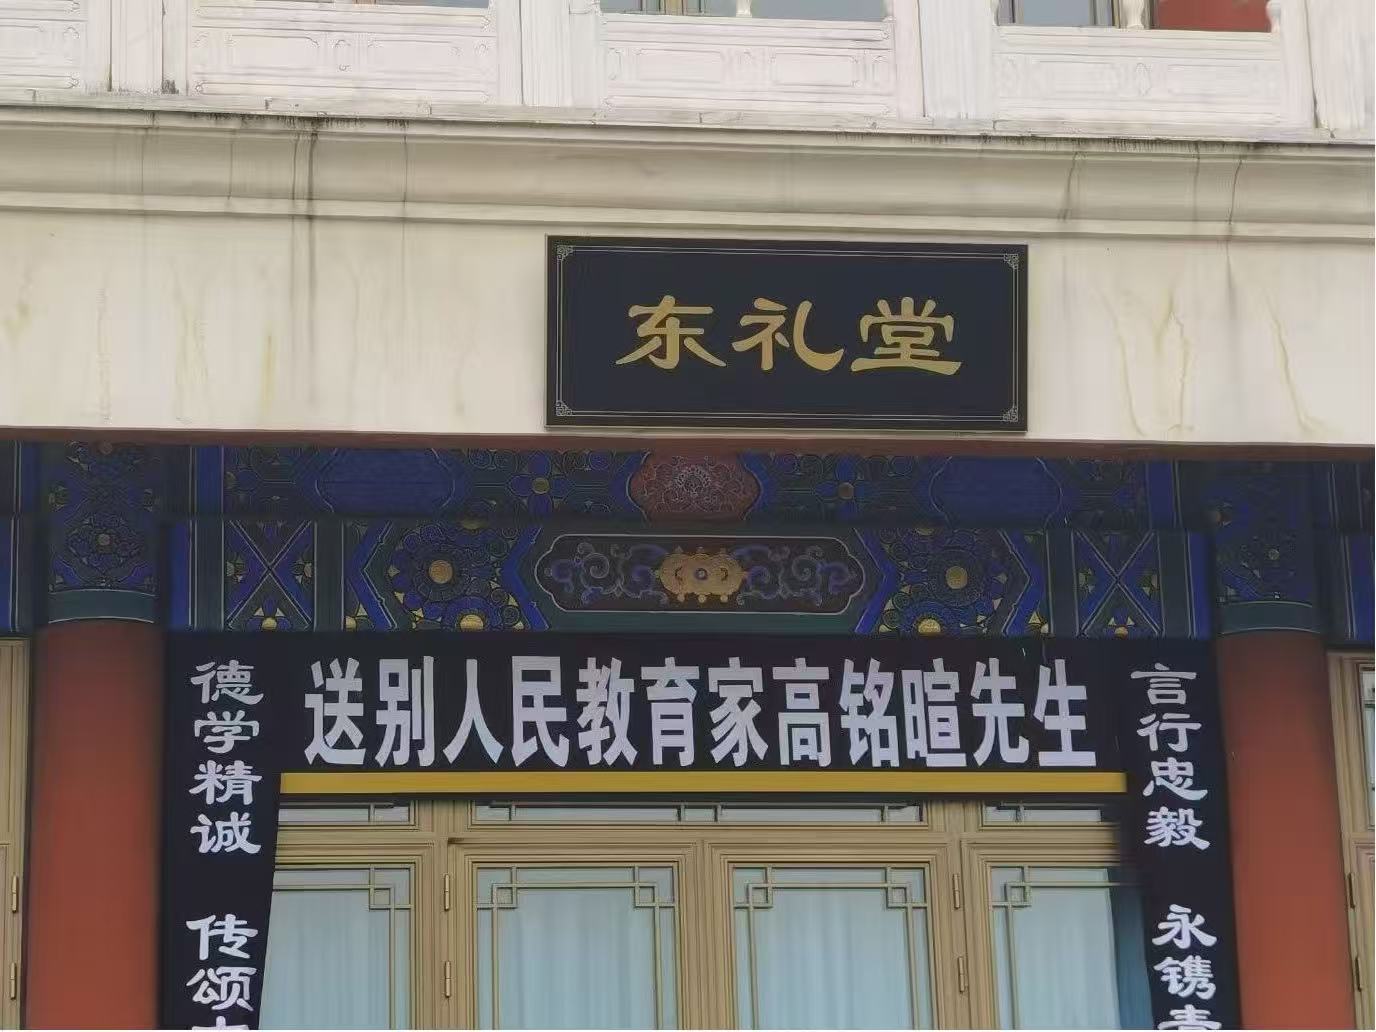 东礼堂
送别人民教育家高铭暄先生
言行忠毅 永镌
德学精诚 传颂